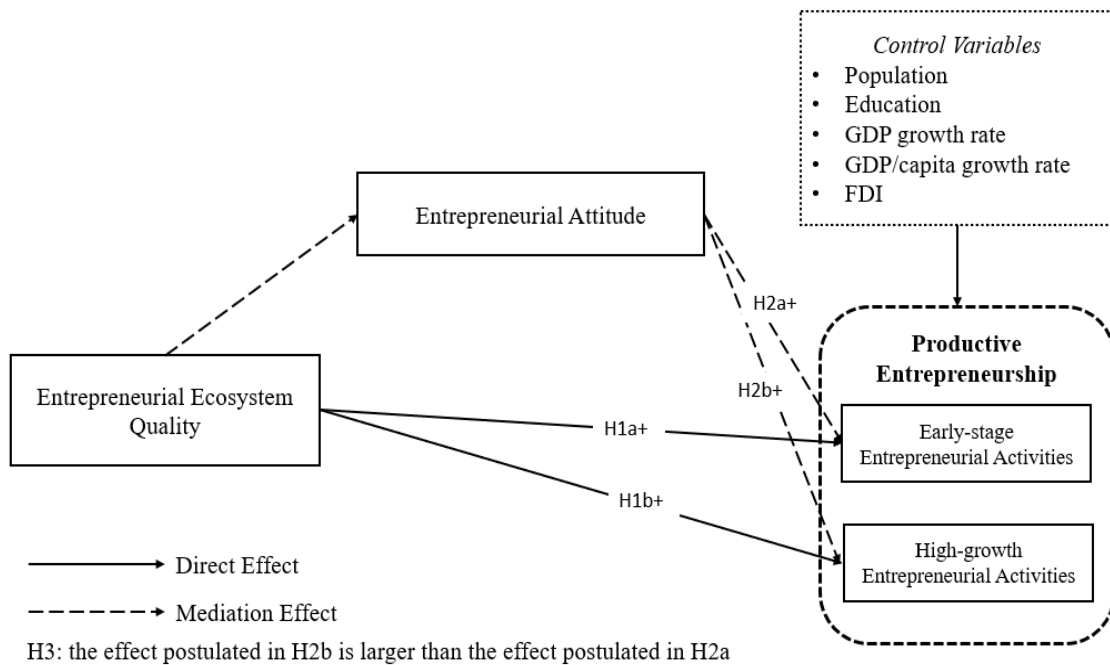 Control Variables
• Population
• Education
• GDP growth rate
• GDP/capita growth rate
• FDI
Entrepreneurial Attitude
H2a+
H2b+
Productive
Entrepreneurship
Entrepreneurial Ecosystem
Quality
H1a+
Early-stage
Entrepreneurial Activities
H1b+
High-growth
Entrepreneurial Activities
Direct Effect
Mediation Effect
H3: the effect postulated in H2b is larger than the effect postulated in H2a